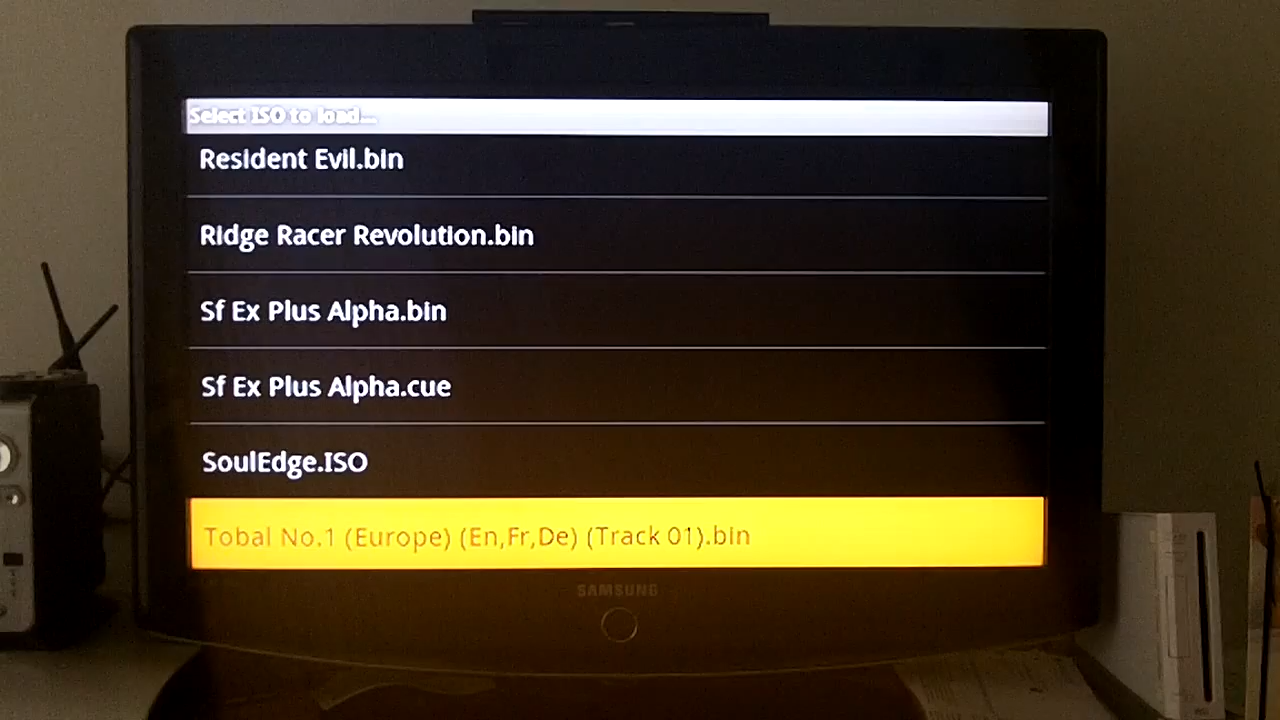 Select ISO to load...
Resident Evil.bin
Ridge Racer Revolution.bin
Sf Ex Plus Alpha.bin
Sf Ex Plus Alpha.cue
SoulEdge.ISO
Tobal No.1 (Europe) (En,Fr,De) (Track 01).bin
SAMSUNG